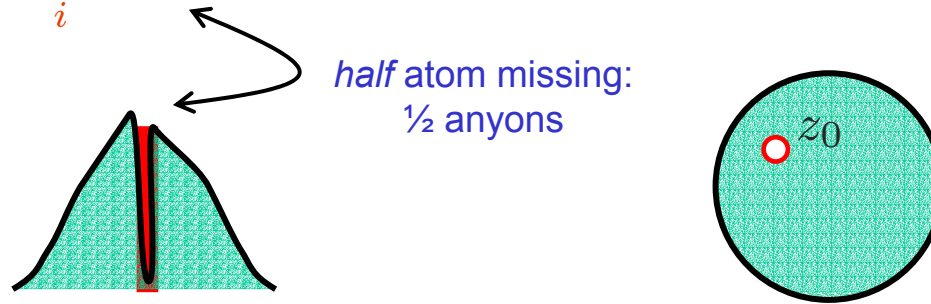 i
half atom missing:
½ anyons
z₀